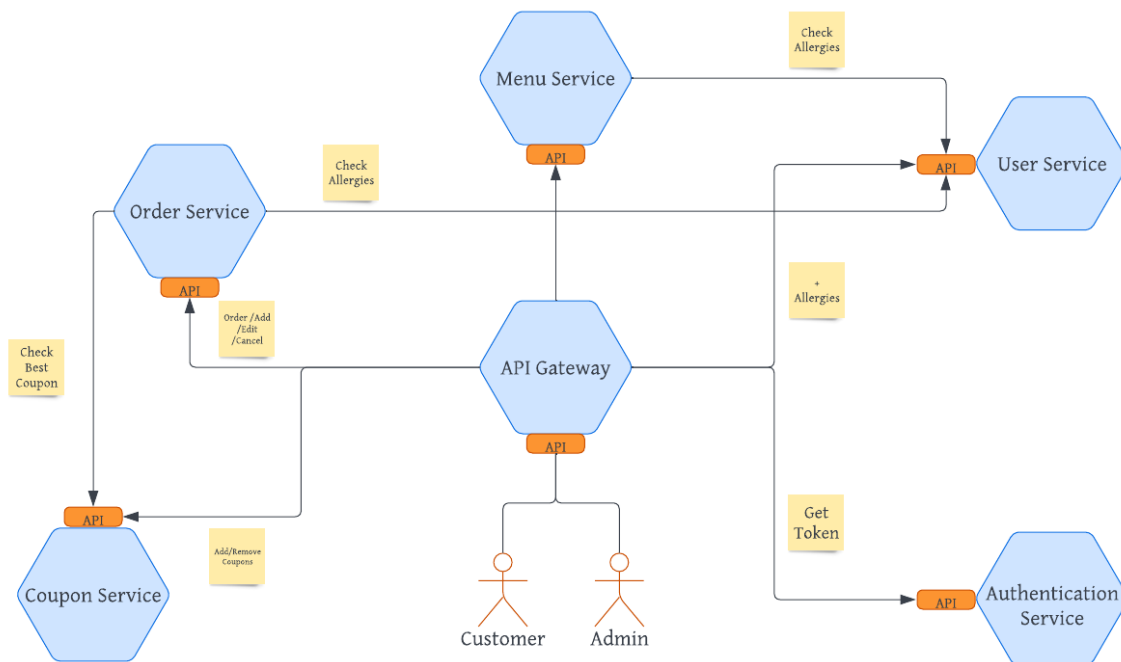 Menu Service
API
Check
Allergies
User Service
API
Order Service
API
Check
Allergies
Order /Add
/Edit
/Cancel
API Gateway
API
+
Allergies
Check
Best
Coupon
API
Coupon Service
Add/Remove
Coupons
Get
Token
API
Authentication
Service
Customer
Admin